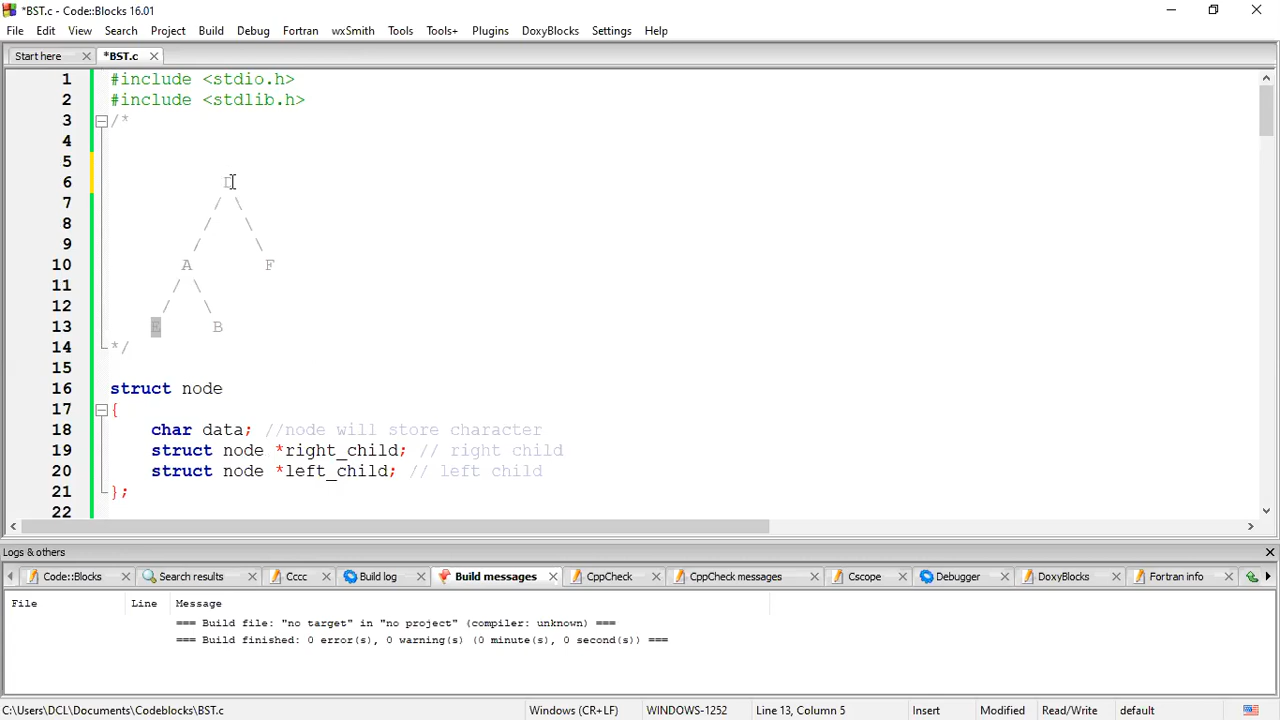 *BST.c - Code::Blocks 16.01
File Edit View Search Project Build Debug Fortran wxSmith Tools Tools+ Plugins DoxyBlocks Settings Help
Start here *BST.c
1 #include <stdio.h>
2 #include <stdlib.h>
3 /*
4
5
6 D
7 / \
8 / \
9 / \
10 A F
11 / \
12 / \
13 E B
14 */
15
16 struct node
17 {
18 char data; //node will store character
19 struct node *right_child; // right child
20 struct node *left_child; // left child
21 };
22
Logs & others
Code::Blocks Search results Cccc Build log Build messages CppCheck CppCheck messages Cscope Debugger DoxyBlocks Fortran info
File Line Message
=== Build file: "no target" in "no project" (compiler: unknown) ===
=== Build finished: 0 error(s), 0 warning(s) (0 minute(s), 0 second(s)) ===
C:\Users\DCL\Documents\Codeblocks\BST.c Windows (CR+LF) WINDOWS-1252 Line 13, Column 5 Insert Modified Read/Write default